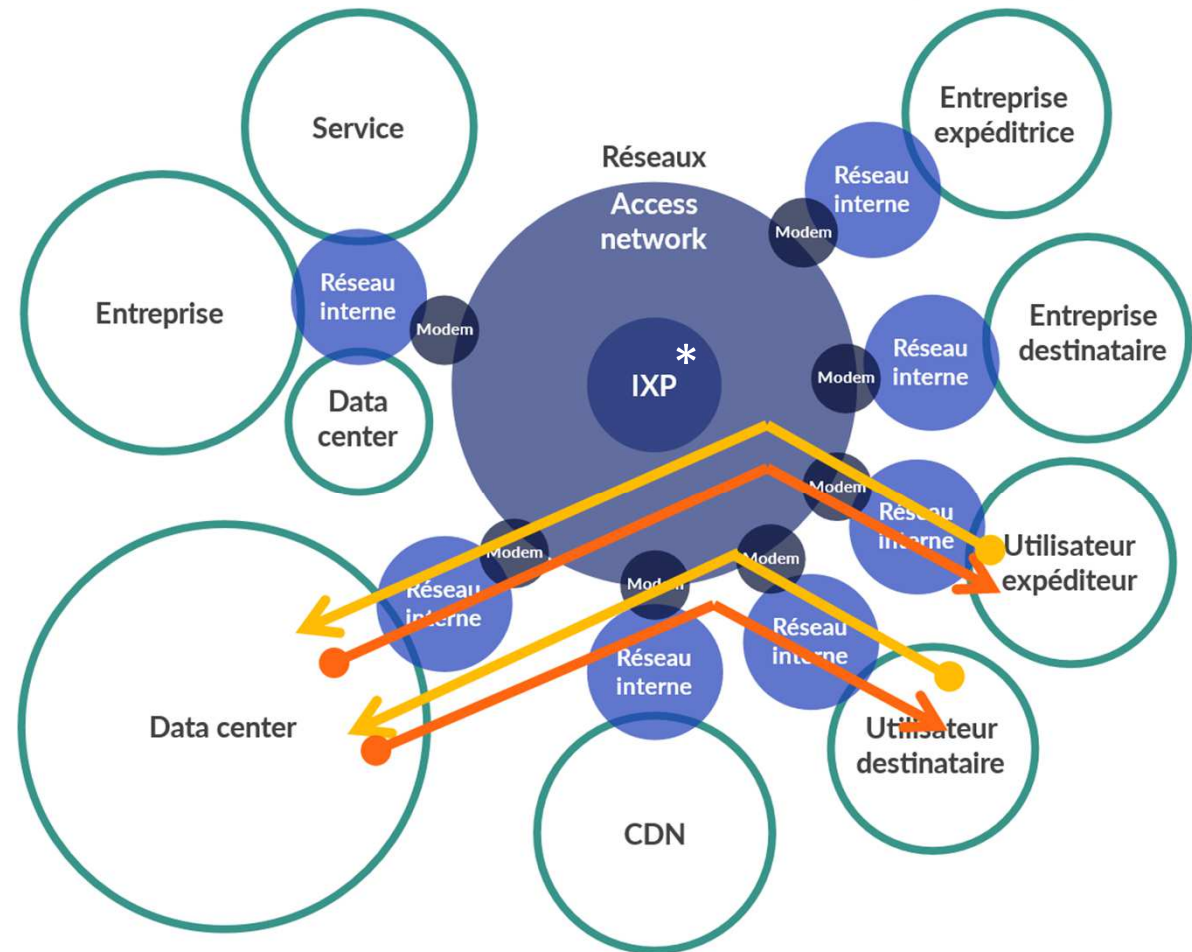 Service
Entreprise
expéditrice
Réseaux
Réseau
interne
Access
network
Modem
Entreprise
Réseau
interne
Modem
Entreprise
destinataire
Réseau
interne
Modem
IXP*
Data
center
Modem
Réseau
interne
Utilisateur
expéditeur
Modem
Modem
Modem
Réseau
interne
Réseau
interne
Réseau
interne
Data center
Utilisateur
destinataire
CDN